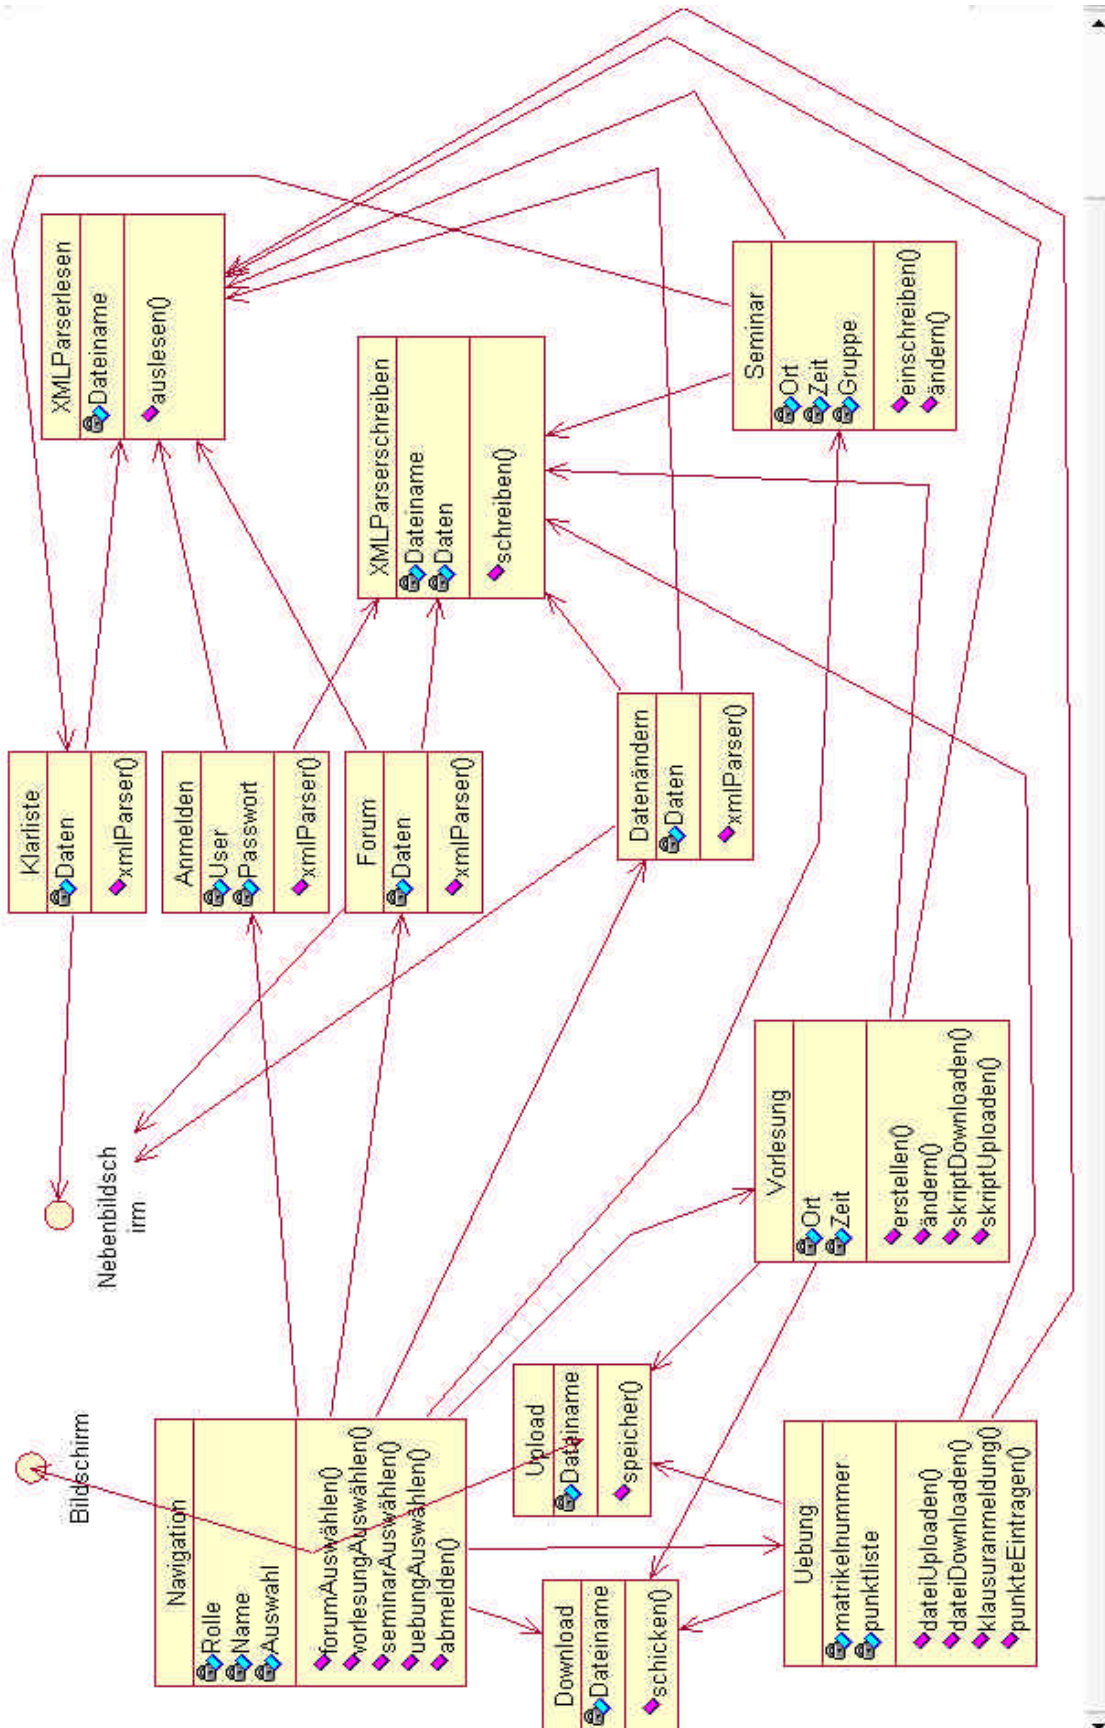 Bildschirm
Nebenbildsch
irm
Klarliste
Daten
xmlParser()
XMLParserlesen
Dateiname
auslesen()
Navigation
Rolle
Name
Auswahl
forumAuswählen()
vorlesungAuswählen()
seminarAuswählen()
uebungAuswählen()
abmelden()
Anmelden
User
Passwort
xmlParser()
Forum
Daten
xmlParser()
XMLParserschreiben
Dateiname
Daten
schreiben()
Upload
Dateiname
speicher()
Download
Dateiname
schicken()
Datenändern
Daten
xmlParser()
Seminar
Ort
Zeit
Gruppe
einschreiben()
ändern()
Vorlesung
Ort
Zeit
erstellen()
ändern()
skriptDownloaden()
skriptUploaden()
Uebung
matrikelnummer
punktliste
dateiUploaden()
dateiDownloaden()
klausuranmeldung()
punkteEintragen()